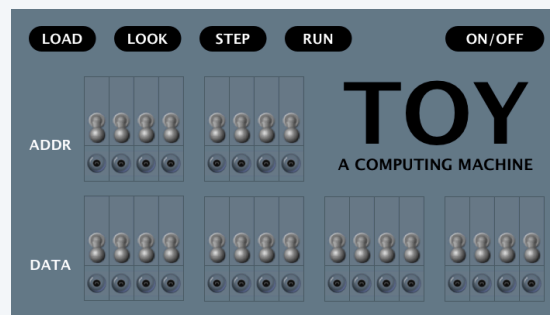 LOAD LOOK STEP RUN ON/OFF
TOY
ADDR
A COMPUTING MACHINE
DATA